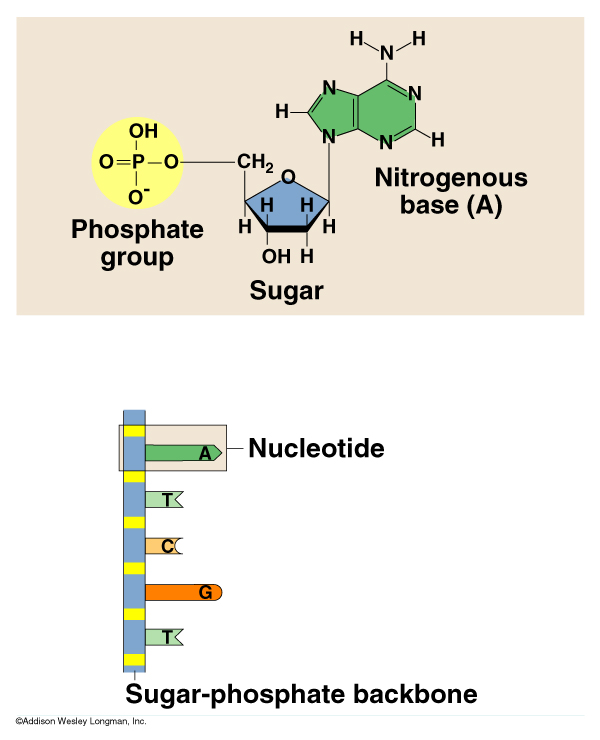 H H
N
N N
H
N N H
OH
O=P—O—CH₂
O⁻
O
H H
H H
OH H
Nitrogenous
base (A)
Phosphate
group
Sugar
A
Nucleotide
T
C
G
T
Sugar-phosphate backbone
©Addison Wesley Longman, Inc.